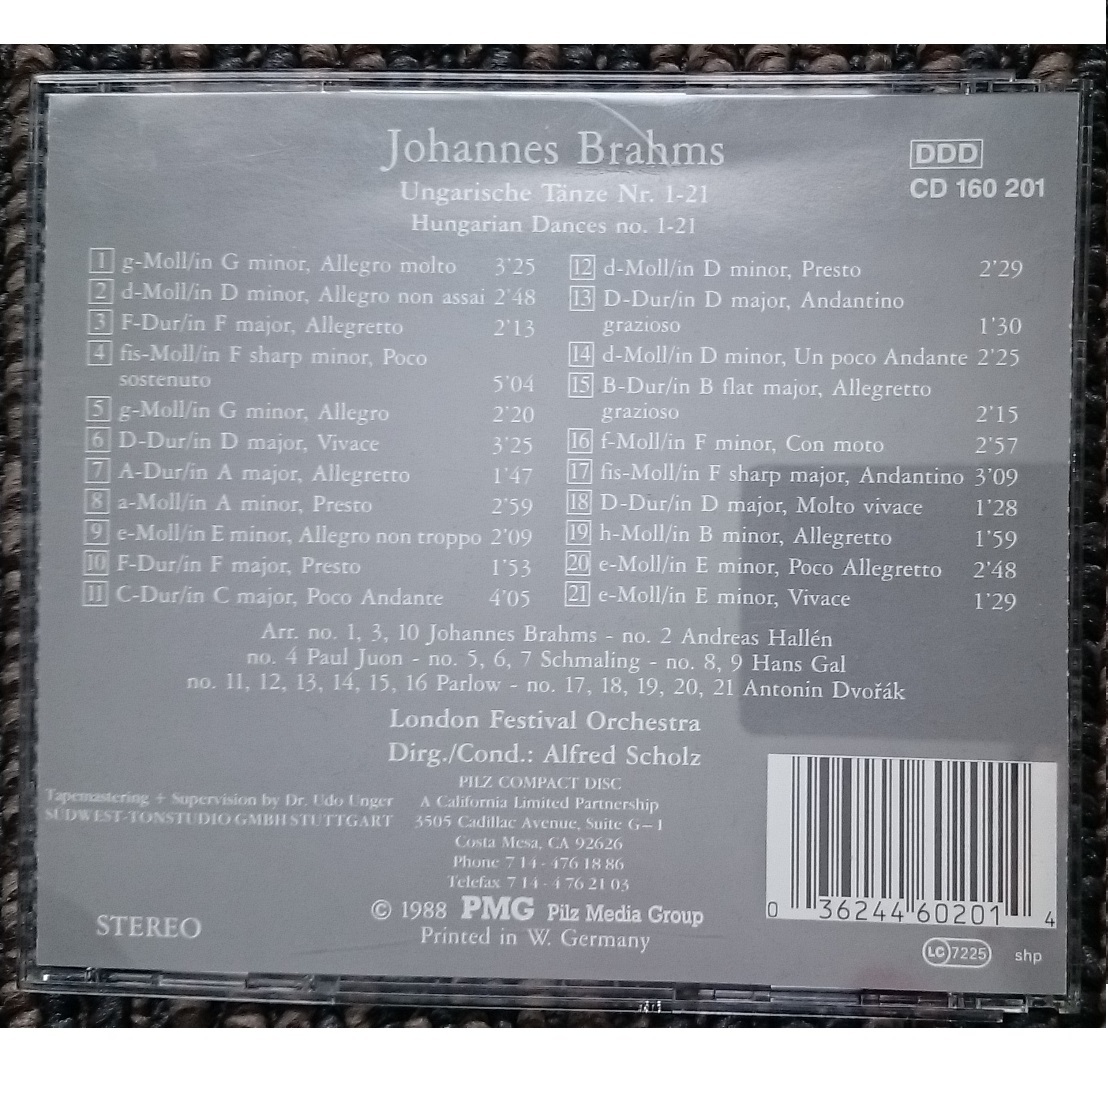 Johannes Brahms
DDD
CD 160 201
Ungarische Tänze Nr. 1-21
Hungarian Dances no. 1-21
1 g-Moll/in G minor, Allegro molto 3'25
2 d-Moll/in D minor, Allegro non assai 2'48
3 F-Dur/in F major, Allegretto 2'13
4 fis-Moll/in F sharp minor, Poco
sostenuto 5'04
5 g-Moll/in G minor, Allegro 2'20
6 D-Dur/in D major, Vivace 3'25
7 A-Dur/in A major, Allegretto 1'47
8 a-Moll/in A minor, Presto 2'59
9 e-Moll/in E minor, Allegro non troppo 2'09
10 F-Dur/in F major, Presto 1'53
11 C-Dur/in C major, Poco Andante 4'05
12 d-Moll/in D minor, Presto 2'29
13 D-Dur/in D major, Andantino
grazioso 1'30
14 d-Moll/in D minor, Un poco Andante 2'25
15 B-Dur/in B flat major, Allegretto
grazioso 2'15
16 f-Moll/in F minor, Con moto 2'57
17 fis-Moll/in F sharp major, Andantino 3'09
18 D-Dur/in D major, Molto vivace 1'28
19 h-Moll/in B minor, Allegretto 1'59
20 e-Moll/in E minor, Poco Allegretto 2'48
21 e-Moll/in E minor, Vivace 1'29
Arr. no. 1, 3, 10 Johannes Brahms - no. 2 Andreas Hallén
no. 4 Paul Juon - no. 5, 6, 7 Schmaling - no. 8, 9 Hans Gal
no. 11, 12, 13, 14, 15, 16 Parlow - no. 17, 18, 19, 20, 21 Antonin Dvořák
London Festival Orchestra
Dirg./Cond.: Alfred Scholz
Tapemastering + Supervision by Dr. Udo Unger
SÜDWEST-TONSTUDIO GMBH STUTTGART
PILZ COMPACT DISC
A California Limited Partnership
3505 Cadillac Avenue, Suite G-1
Costa Mesa, CA 92626
Phone 7 14 - 476 18 86
Telefax 7 14 - 4 76 21 03
© 1988 PMG Pilz Media Group
Printed in W. Germany
STEREO
0 36244 60201 4
LC 7225
shp